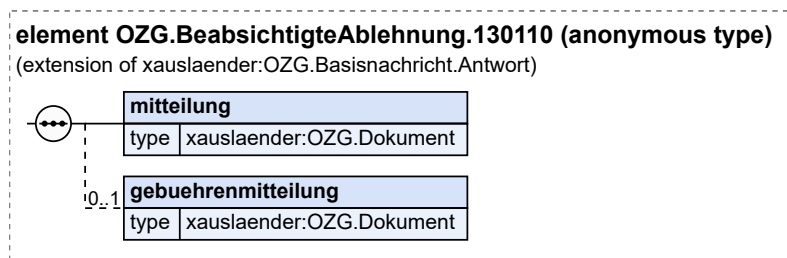 element OZG.BeabsichtigteAblehnung.130110 (anonymous type)
(extension of xauslaender:OZG.Basisnachricht.Antwort)
mitteilung
type xauslaender:OZG.Dokument
0..1
gebuehrenmitteilung
type xauslaender:OZG.Dokument